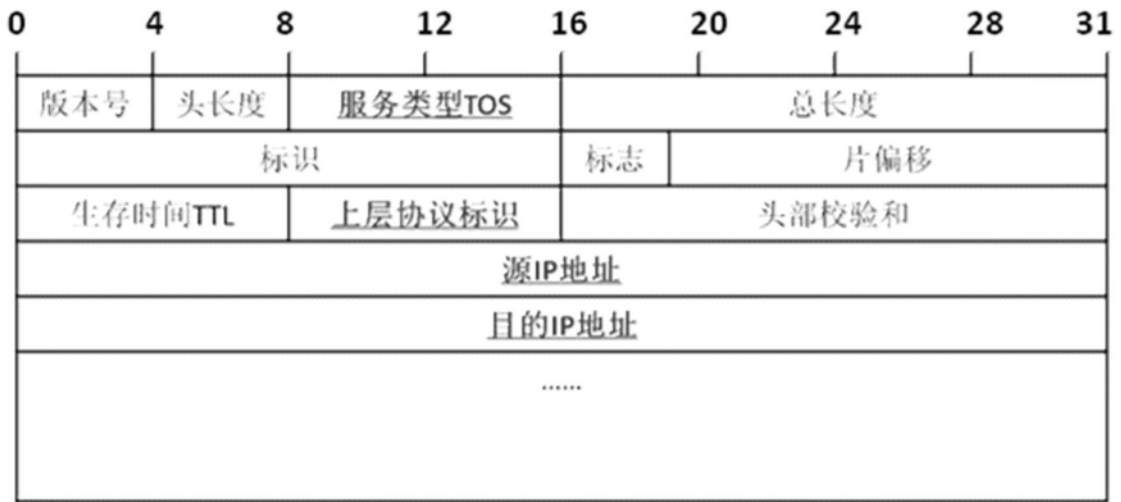 0 4 8 12 16 20 24 28 31
版本号 头长度 服务类型TOS 总长度
标识 标志 片偏移
生存时间TTL 上层协议标识 头部校验和
源IP地址
目的IP地址
......